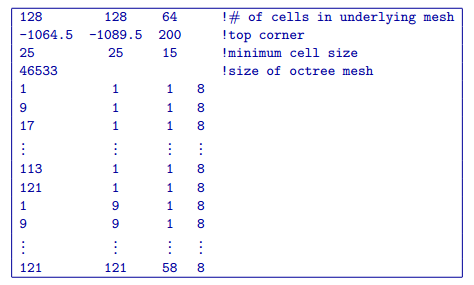 128 128 64 !# of cells in underlying mesh
-1064.5 -1089.5 200 !top corner
25 25 15 !minimum cell size
46533 !size of octree mesh
1 1 1 8
9 1 1 8
17 1 1 8
⋮ ⋮ ⋮ ⋮
113 1 1 8
121 1 1 8
1 9 1 8
9 9 1 8
⋮ ⋮ ⋮ ⋮
121 121 58 8